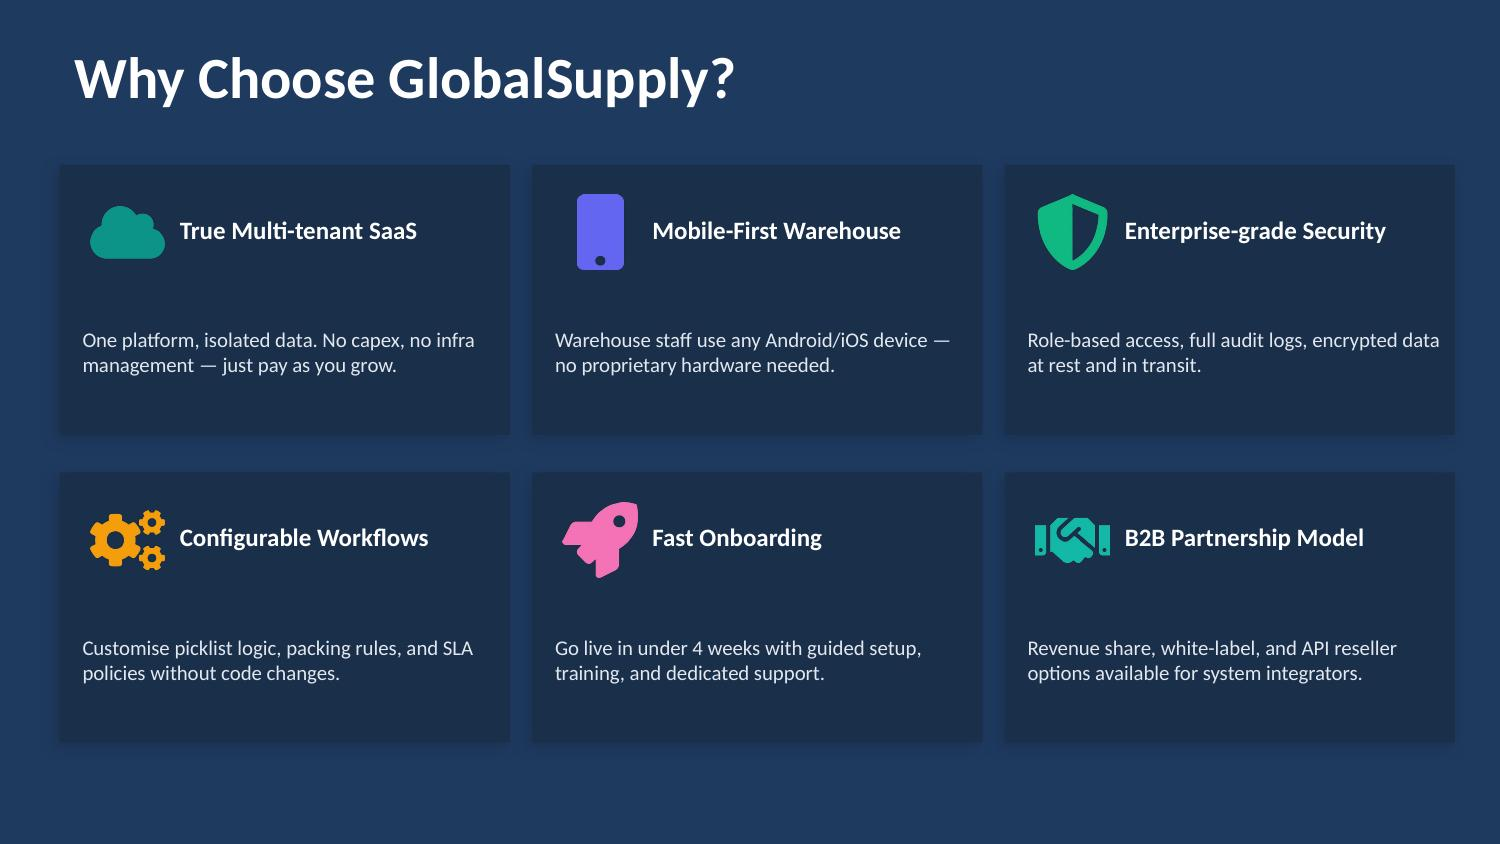 Why Choose GlobalSupply?
True Multi-tenant SaaS
One platform, isolated data. No capex, no infra
management — just pay as you grow.
Mobile-First Warehouse
Warehouse staff use any Android/iOS device —
no proprietary hardware needed.
Enterprise-grade Security
Role-based access, full audit logs, encrypted data
at rest and in transit.
Configurable Workflows
Customise picklist logic, packing rules, and SLA
policies without code changes.
Fast Onboarding
Go live in under 4 weeks with guided setup,
training, and dedicated support.
B2B Partnership Model
Revenue share, white-label, and API reseller
options available for system integrators.